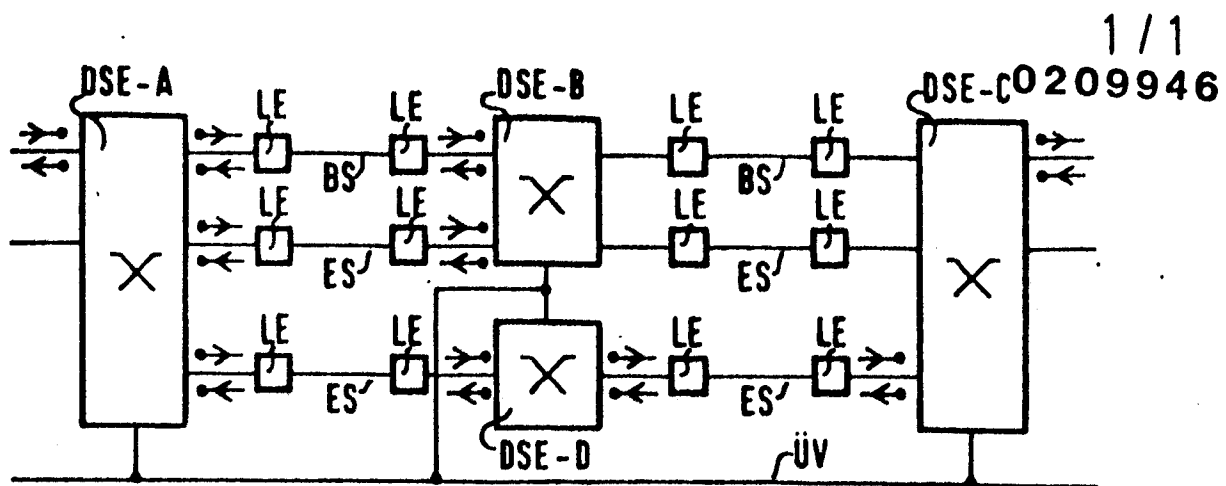 1/1
0209946
DSE-A
DSE-B
DSE-C
LE LE LE LE
BS BS
LE LE LE LE
ES ES
LE LE LE LE
ES ES
DSE-D
ÜV